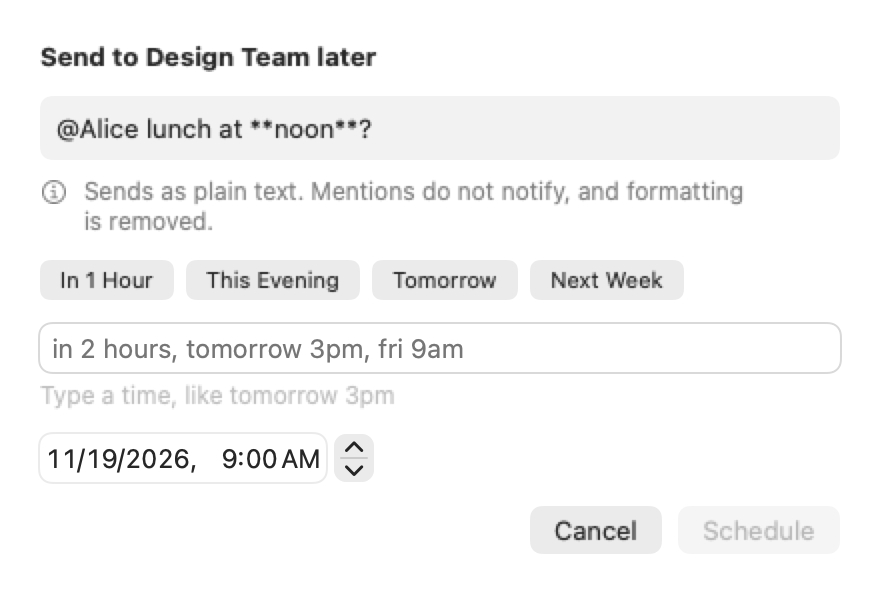 Send to Design Team later
@Alice lunch at **noon**?
Sends as plain text. Mentions do not notify, and formatting
is removed.
In 1 Hour
This Evening
Tomorrow
Next Week
in 2 hours, tomorrow 3pm, fri 9am
Type a time, like tomorrow 3pm
11/19/2026, 9:00 AM
Cancel
Schedule